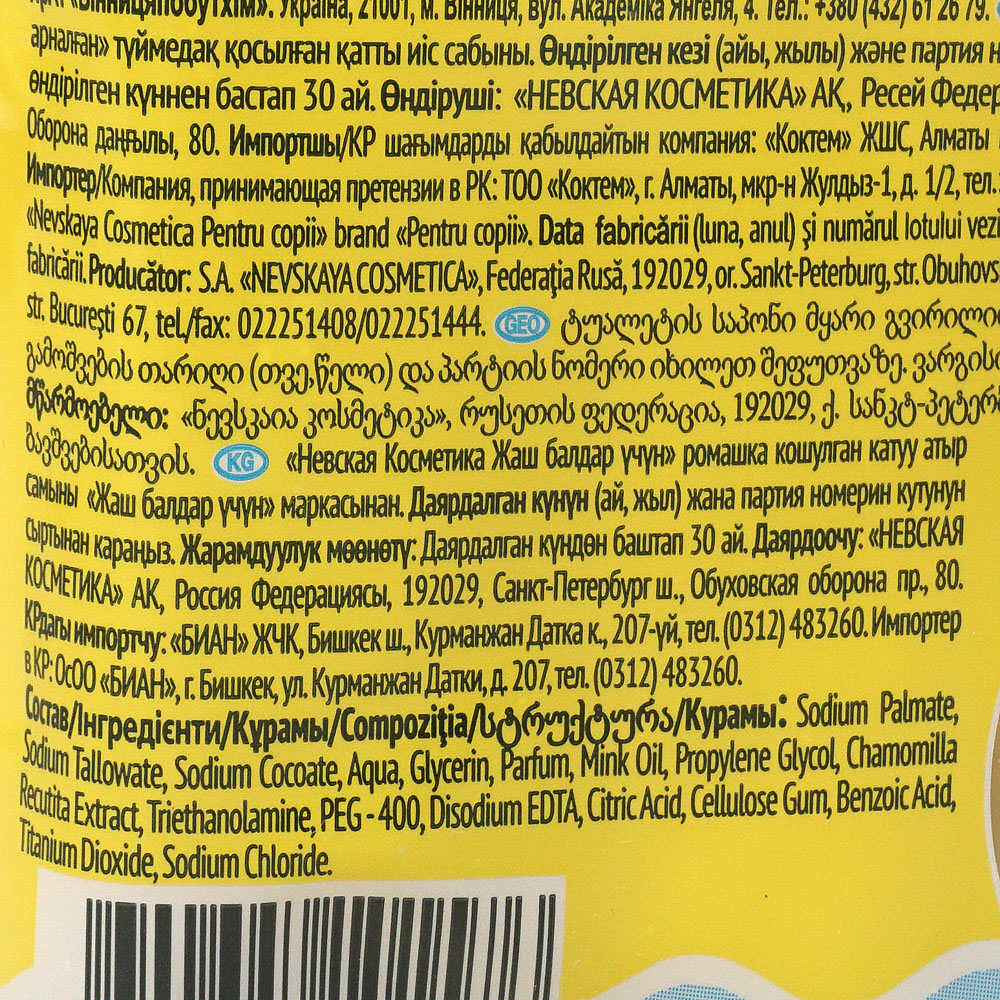 «Вінницяпобутхім». Україна, 21001, м. Вінниця, вул. Академіка Янгеля, 4. Тел.: +380 (432) 61 26 79.
арналған» түймедақ қосылған қатты иіс сабыны. Өндірілген кезі (айы, жылы) және партия
өндірілген күннен бастап 30 ай. Өндіруші: «НЕВСКАЯ КОСМЕТИКА» АҚ, Ресей
Оборона даңғылы, 80. Импортшы/ҚР шағымдарды қабылдайтын компания: «Коктем» ЖШС, Алматы
Импортер/Компания, принимающая претензии в РК: ТОО «Коктем», г. Алматы, мкр-н Жулдыз-1, д. 1/2, тел.
«Nevskaya Cosmetica Pentru copii» brand «Pentru copii». Data fabricării (luna, anul) şi numărul lotului vezi
fabricării. Producător: S.A. «NEVSKAYA COSMETICA», Federaţia Rusă, 192029, or. Sankt-Peterburg, str.
str. Bucureşti 67, tel./fax: 022251408/022251444. GEO ტუალეტის საპონი მყარი
გამოშვების თარიღი (თვე,წელი) და პარტიის ნომერი იხილეთ შეფუთვაზე.
მწარმოებელი: «ნევსკაია კოსმეტიკა», რუსეთის ფედერაცია, 192029, ქ.
ბავშვებისათვის. KG «Невская Косметика Жаш балдар үчүн» ромашка кошулган катуу атыр
самыны «Жаш балдар үчүн» маркасынан. Даярдалган күнүн (ай, жыл) жана партия номерин кутунун
сыртынан караңыз. Жарамдуулук мөөнөтү: Даярдалган күндөн баштап 30 ай. Даярдоочу: «НЕВСКАЯ
КОСМЕТИКА» АК, Россия Федерациясы, 192029, Санкт-Петербург ш., Обуховская оборона пр., 80.
КРдагы импортчу: «БИАН» ЖЧК, Бишкек ш., Курманжан Датка к., 207-үй, тел. (0312) 483260. Импортер
в КР: ОсОО «БИАН», г. Бишкек, ул. Курманжан Датки, д. 207, тел. (0312) 483260.
Состав/Інгредієнти/Құрамы/Compoziţia/სტრუქტურა/Курамы: Sodium Palmate,
Sodium Tallowate, Sodium Cocoate, Aqua, Glycerin, Parfum, Mink Oil, Propylene Glycol, Chamomilla
Recutita Extract, Triethanolamine, PEG - 400, Disodium EDTA, Citric Acid, Cellulose Gum, Benzoic Acid,
Titanium Dioxide, Sodium Chloride.